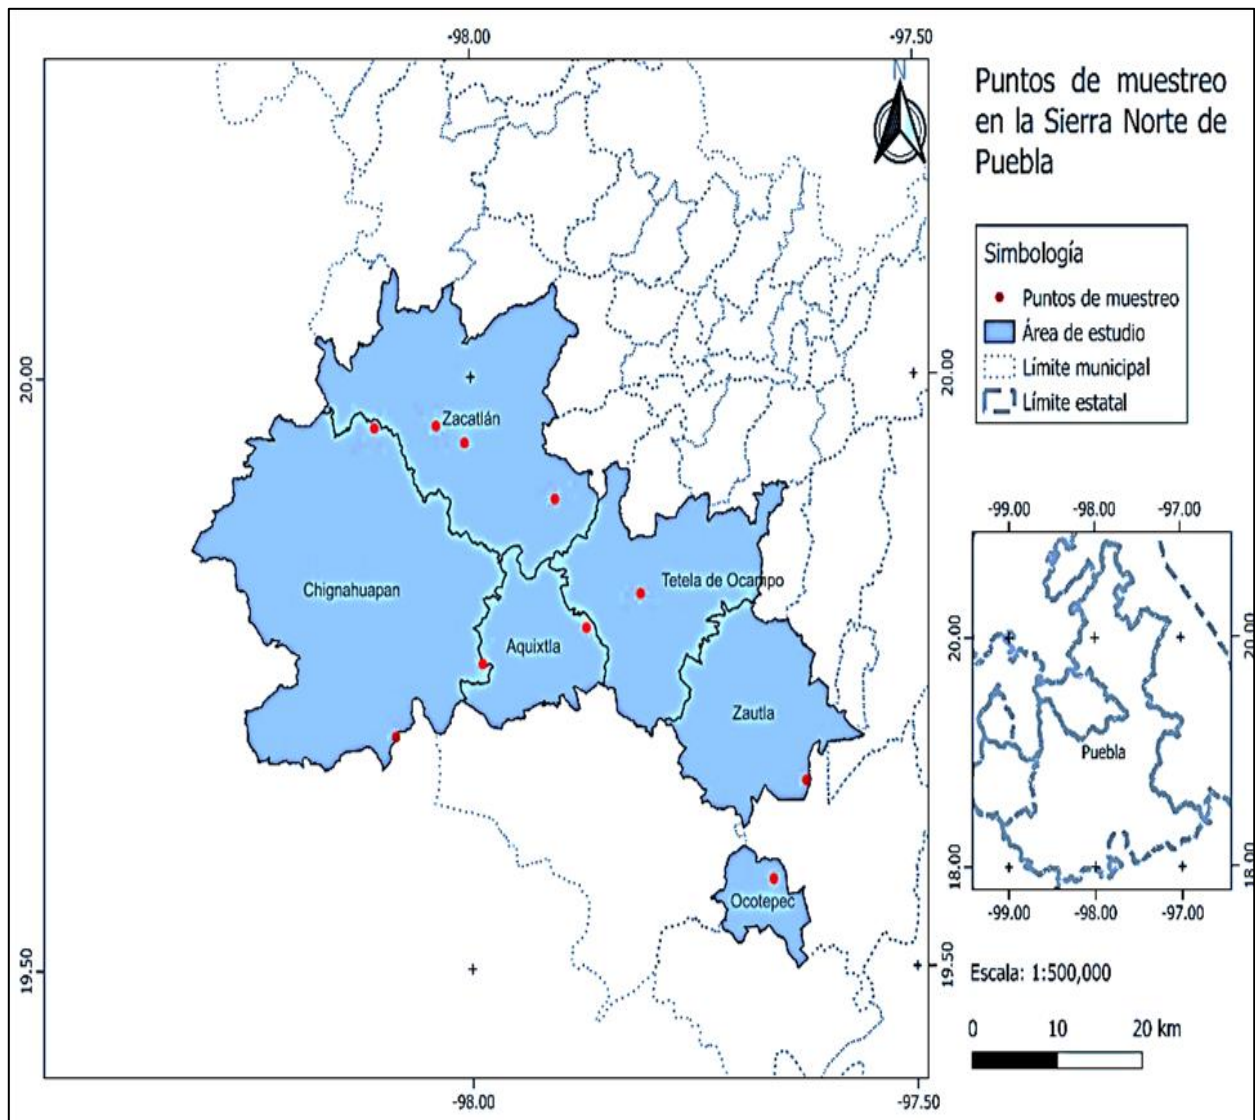 -98.00
-97.50
N
Puntos de muestreo
en la Sierra Norte de
Puebla
Simbología
Puntos de muestreo
Área de estudio
Límite municipal
Límite estatal
20.00
20.00
Zacatlán
Chignahuapan
Tetela de Ocampo
Aquixtla
Zautla
Ocotepec
19.50
19.50
-98.00
-97.50
-99.00
-98.00
-97.00
20.00
20.00
Puebla
18.00
18.00
-99.00
-98.00
-97.00
Escala: 1:500,000
0
10
20 km